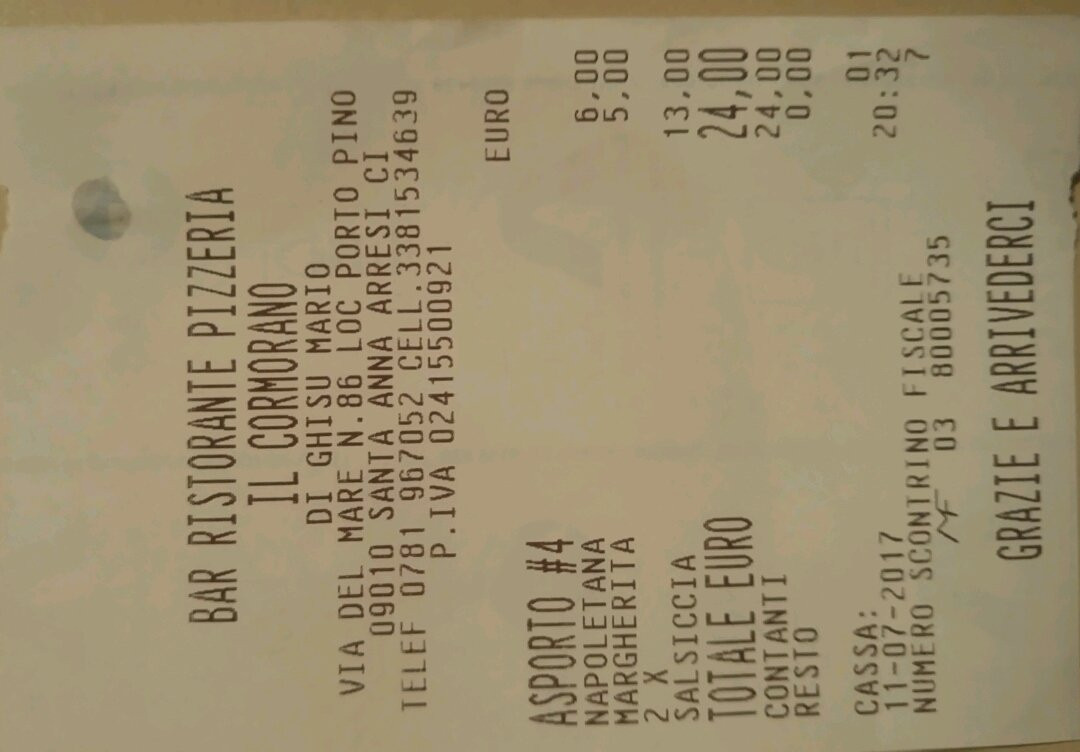 BAR RISTORANTE PIZZERIA
IL CORMORANO
DI GHISU MARIO
VIA DEL MARE N.86 LOC PORTO PINO
09010 SANTA ANNA ARRESI CI
TELEF 0781 967052 CELL.33815334639
P.IVA 02415500921
EURO
ASPORTO #4
NAPOLETANA 6,00
MARGHERITA 5,00
2 X
SALSICCIA 13,00
TOTALE EURO 24,00
CONTANTI 24,00
RESTO 0,00
CASSA: 01
11-07-2017 20:32
NUMERO SCONTRINO FISCALE 7
MF 03 80005735
GRAZIE E ARRIVEDERCI